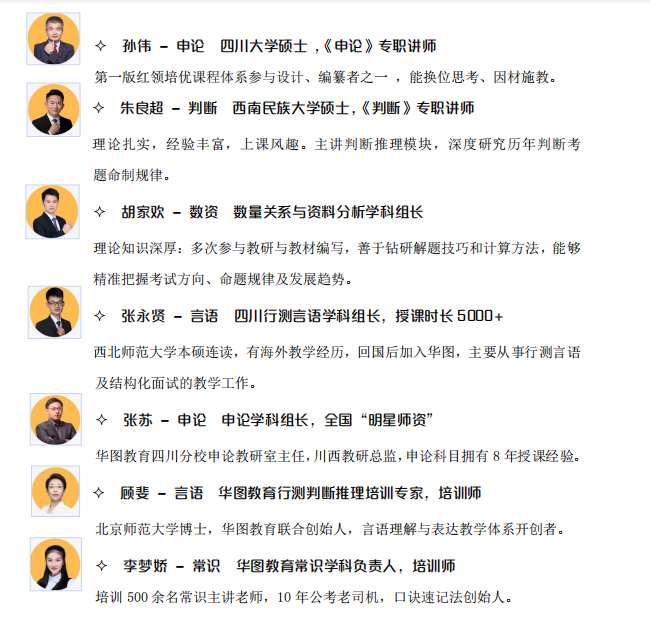 ✧ 孙伟 - 申论 四川大学硕士,《申论》专职讲师
第一版红领培优课程体系参与设计、编纂者之一 ，能换位思考、因材施教。
✧ 朱良超 - 判断 西南民族大学硕士,《判断》专职讲师
理论扎实，经验丰富，上课风趣。主讲判断推理模块，深度研究历年判断考
题命制规律。
✧ 胡家欢 - 数资 数量关系与资料分析学科组长
理论知识深厚：多次参与教研与教材编写，善于钻研解题技巧和计算方法，能够
精准把握考试方向、命题规律及发展趋势。
✧ 张永贤 - 言语 四川行测言语学科组长，授课时长5000+
西北师范大学本硕连读，有海外教学经历，回国后加入华图，主要从事行测言语
及结构化面试的教学工作。
✧ 张苏 - 申论 申论学科组长，全国“明星师资”
华图教育四川分校申论教研室主任,川西教研总监,申论科目拥有 8 年授课经验。
✧ 顾斐 - 言语 华图教育行测判断推理培训专家，培训师
北京师范大学博士，华图教育联合创始人，言语理解与表达教学体系开创者。
✧ 李梦娇 - 常识 华图教育常识学科负责人，培训师
培训 500 余名常识主讲老师，10 年公考老司机，口诀速记法创始人。